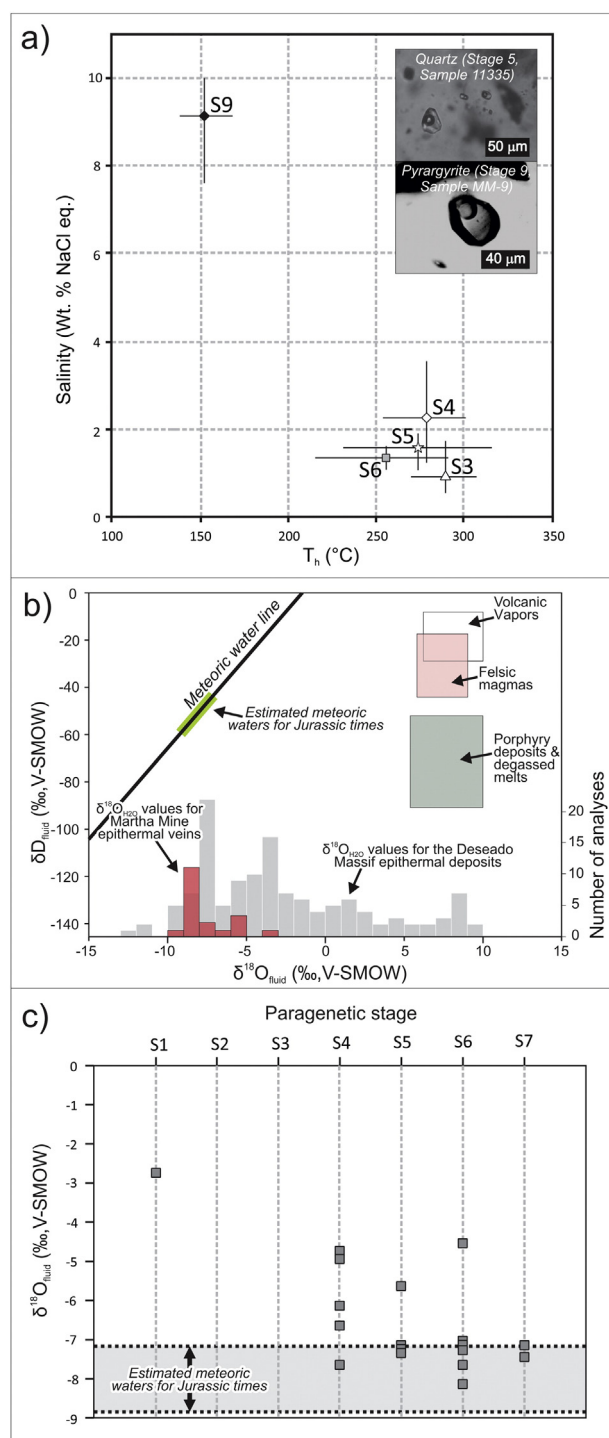 a)
Salinity (Wt. % NaCl eq.)
10
8
6
4
2
0
100
150
200
250
300
350
T_h (°C)
S9
S4
S5
S6
S3
Quartz (Stage 5,
Sample 11335)
50 µm
Pyrargyrite (Stage 9,
Sample MM-9)
40 µm
b)
δD_fluid (‰,V-SMOW)
0
-20
-40
-60
-80
-100
-120
-140
-15
-10
-5
0
5
10
15
δ¹⁸O_fluid (‰,V-SMOW)
20
15
10
5
0
Number of analyses
Meteoric water line
Estimated meteoric
waters for Jurassic times
Volcanic
Vapors
Felsic
magmas
Porphyry
deposits &
degassed
melts
δ¹⁸O_H2O values for
Martha Mine
epithermal veins
δ¹⁸O_H2O values for the Deseado
Massif epithermal deposits
c)
Paragenetic stage
S1
S2
S3
S4
S5
S6
S7
δ¹⁸O_fluid (‰,V-SMOW)
0
-1
-2
-3
-4
-5
-6
-7
-8
-9
Estimated meteoric
waters for Jurassic times